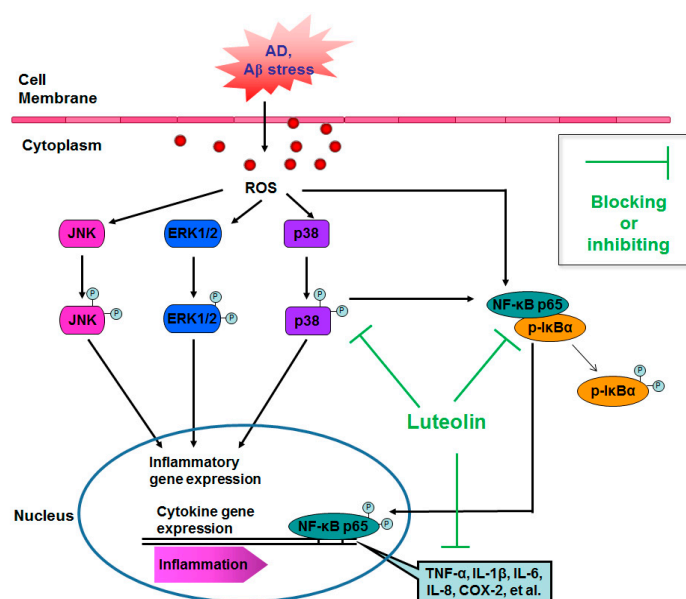 AD,
Aβ stress
Cell
Membrane
Cytoplasm
ROS
Blocking
or
inhibiting
JNK
ERK1/2
p38
P
P
P
P
P
P
JNK
ERK1/2
p38
NF-κB p65
p-IκBα
P
P
p-IκBα
Luteolin
Inflammatory
gene expression
Nucleus
Cytokine gene
expression
P
P
NF-κB p65
Inflammation
TNF-α, IL-1β, IL-6,
IL-8, COX-2, et al.